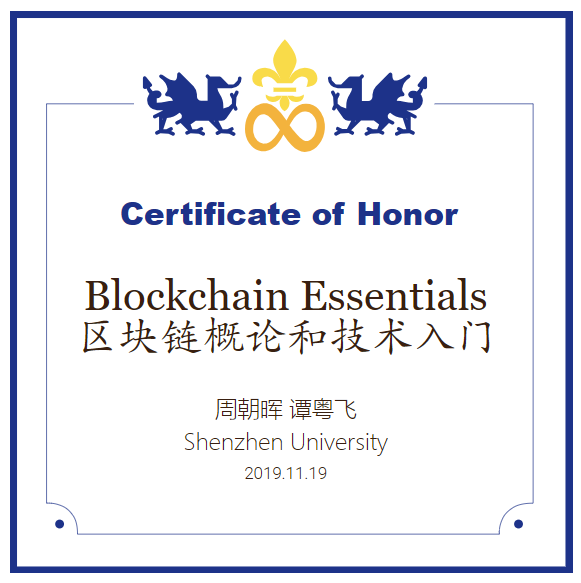 Certificate of Honor
Blockchain Essentials
区块链概论和技术入门
周朝晖 谭粤飞
Shenzhen University
2019.11.19